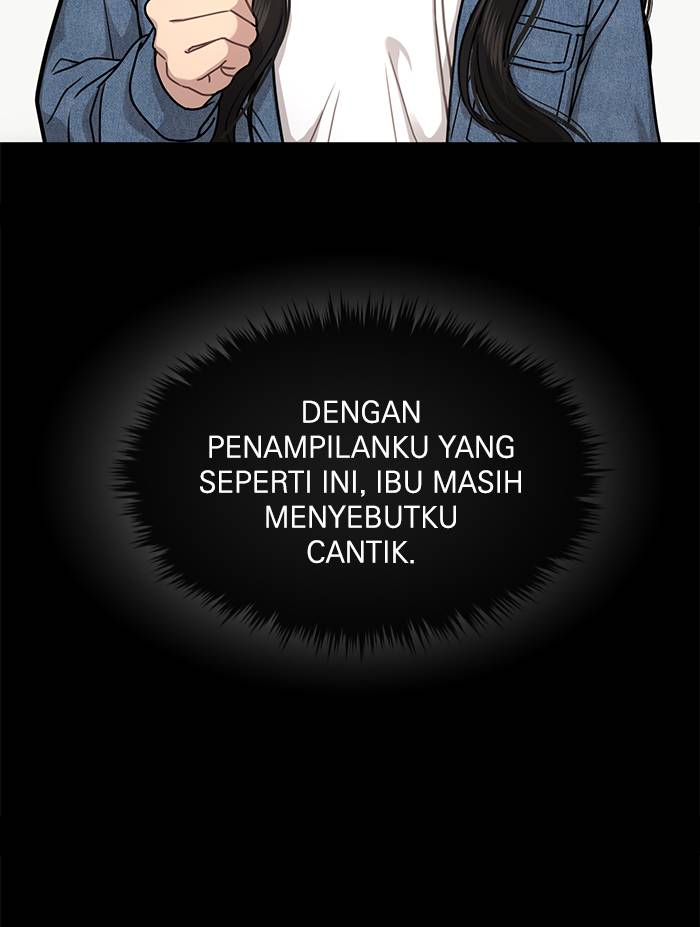 DENGAN
PENAMPILANKU YANG
SEPERTI INI, IBU MASIH
MENYEBUTKU
CANTIK.